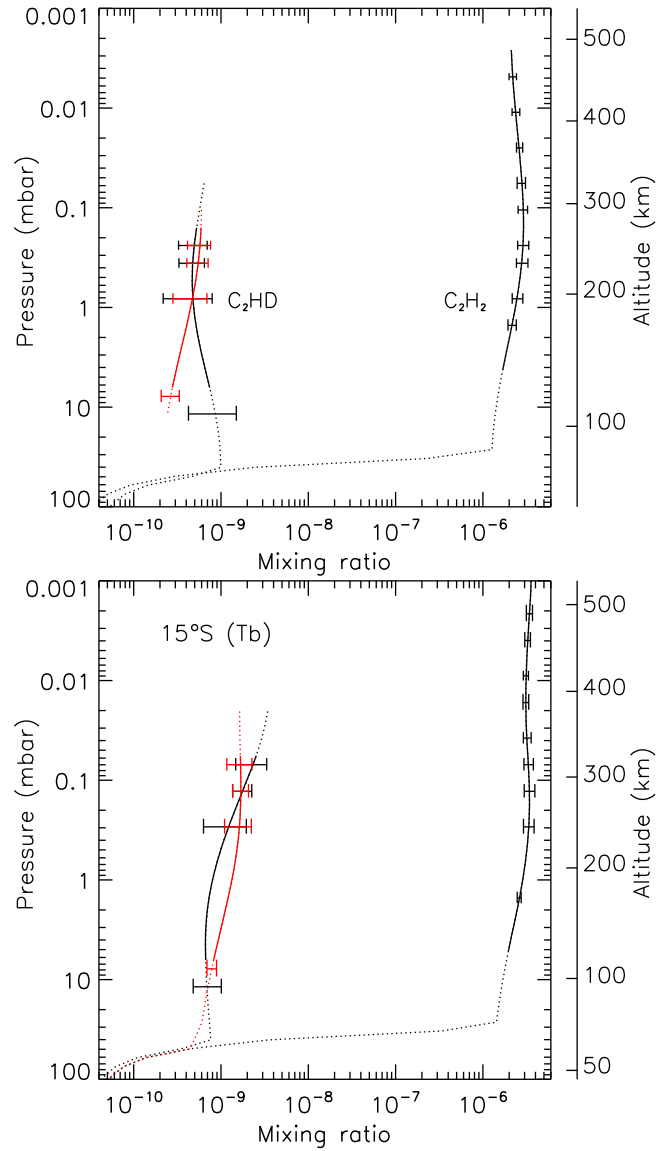 0.001
0.01
0.1
1
10
100
Pressure (mbar)
C₂HD
C₂H₂
500
400
300
200
100
Altitude (km)
10⁻¹⁰ 10⁻⁹ 10⁻⁸ 10⁻⁷ 10⁻⁶
Mixing ratio
0.001
0.01
0.1
1
10
100
Pressure (mbar)
15°S (Tb)
500
400
300
200
100
50
Altitude (km)
10⁻¹⁰ 10⁻⁹ 10⁻⁸ 10⁻⁷ 10⁻⁶
Mixing ratio